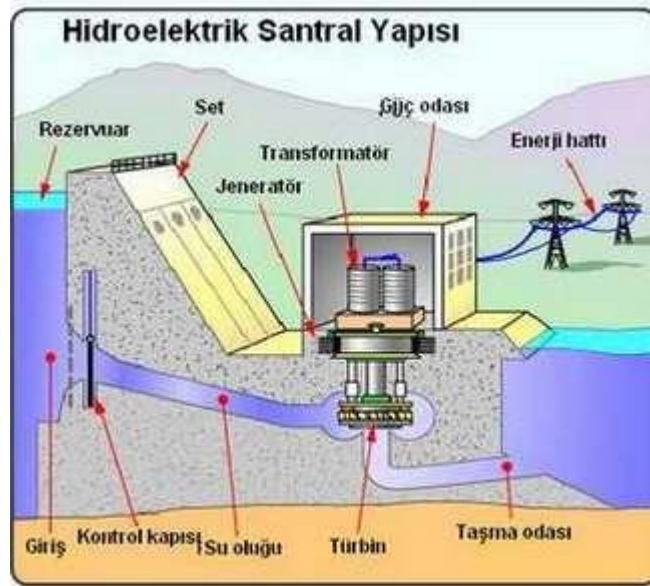 Hidroelektrik Santral Yapısı
Set
Güç odası
Rezervuar
Transformatör
Enerji hattı
Jeneratör
Giriş
Kontrol kapısı
Su oluğu
Türbin
Taşma odası